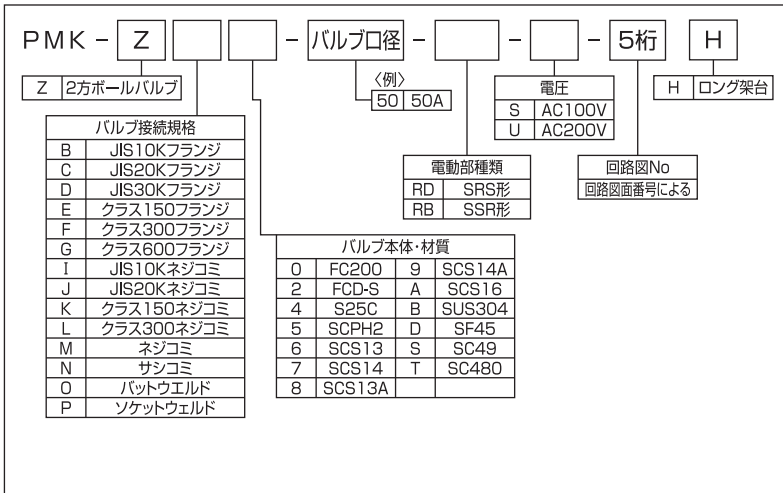 PMK - Z - バルブ口径 - - - 5桁 H
Z 2方ボールバルブ
〈例〉
50 50A
電圧
S AC100V
U AC200V
H ロング架台
バルブ接続規格
B JIS10Kフランジ
C JIS20Kフランジ
D JIS30Kフランジ
E クラス150フランジ
F クラス300フランジ
G クラス600フランジ
I JIS10Kネジコミ
J JIS20Kネジコミ
K クラス150ネジコミ
L クラス300ネジコミ
M ネジコミ
N サシコミ
O バットウエルド
P ソケットウェルド
電動部種類
RD SRS形
RB SSR形
回路図No
回路図面番号による
バルブ本体・材質
0 FC200 9 SCS14A
2 FCD-S A SCS16
4 S25C B SUS304
5 SCPH2 D SF45
6 SCS13 S SC49
7 SCS14 T SC480
8 SCS13A